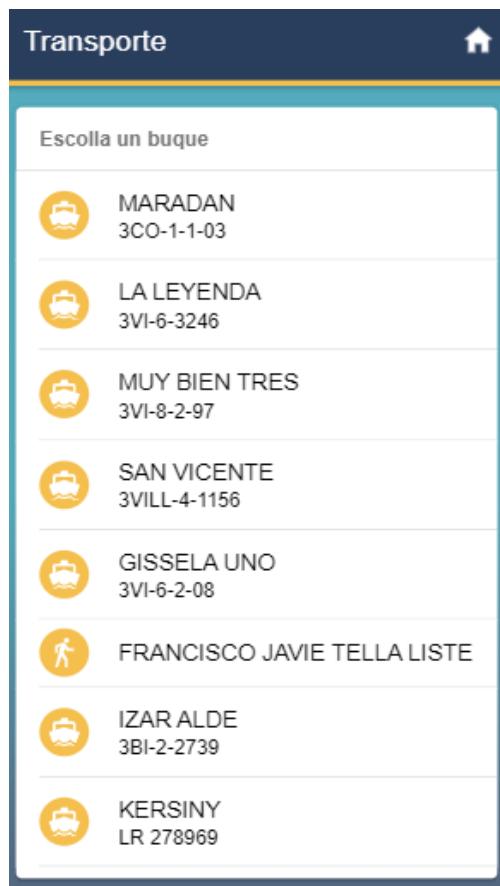 Transporte
Escolla un buque
MARADAN
3CO-1-1-03
LA LEYENDA
3VI-6-3246
MUY BIEN TRES
3VI-8-2-97
SAN VICENTE
3VILL-4-1156
GISSELA UNO
3VI-6-2-08
FRANCISCO JAVIE TELLA LISTE
IZAR ALDE
3BI-2-2739
KERSINY
LR 278969